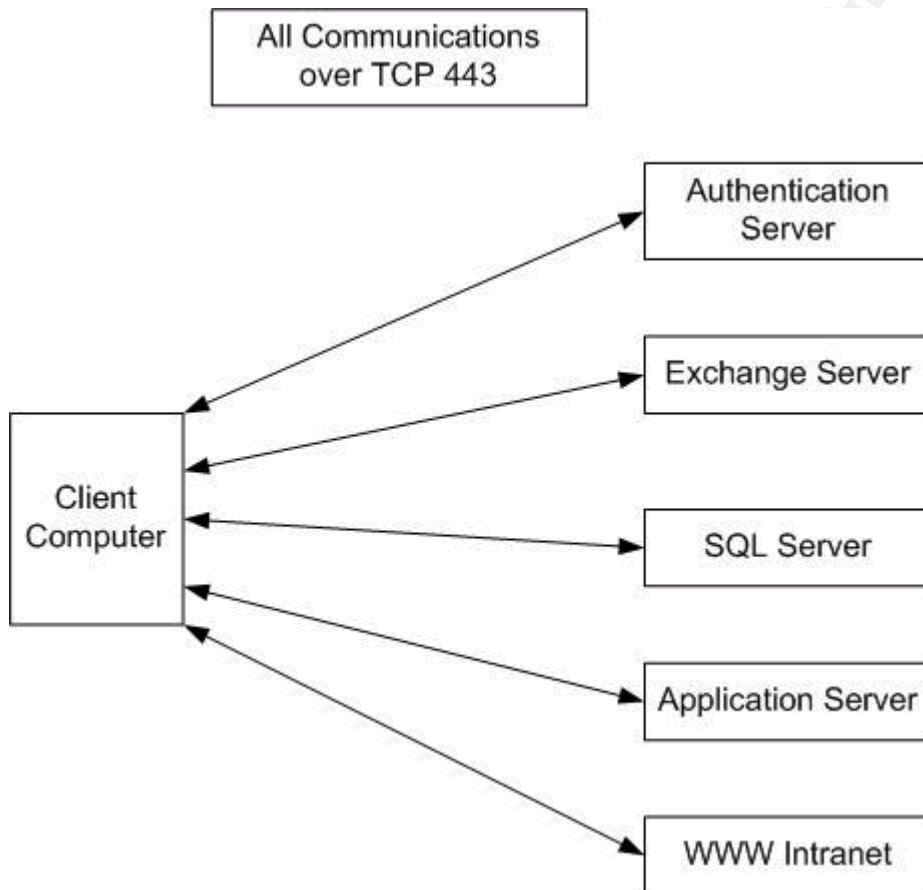 All Communications
over TCP 443
Authentication
Server
Exchange Server
Client
Computer
SQL Server
Application Server
WWW Intranet